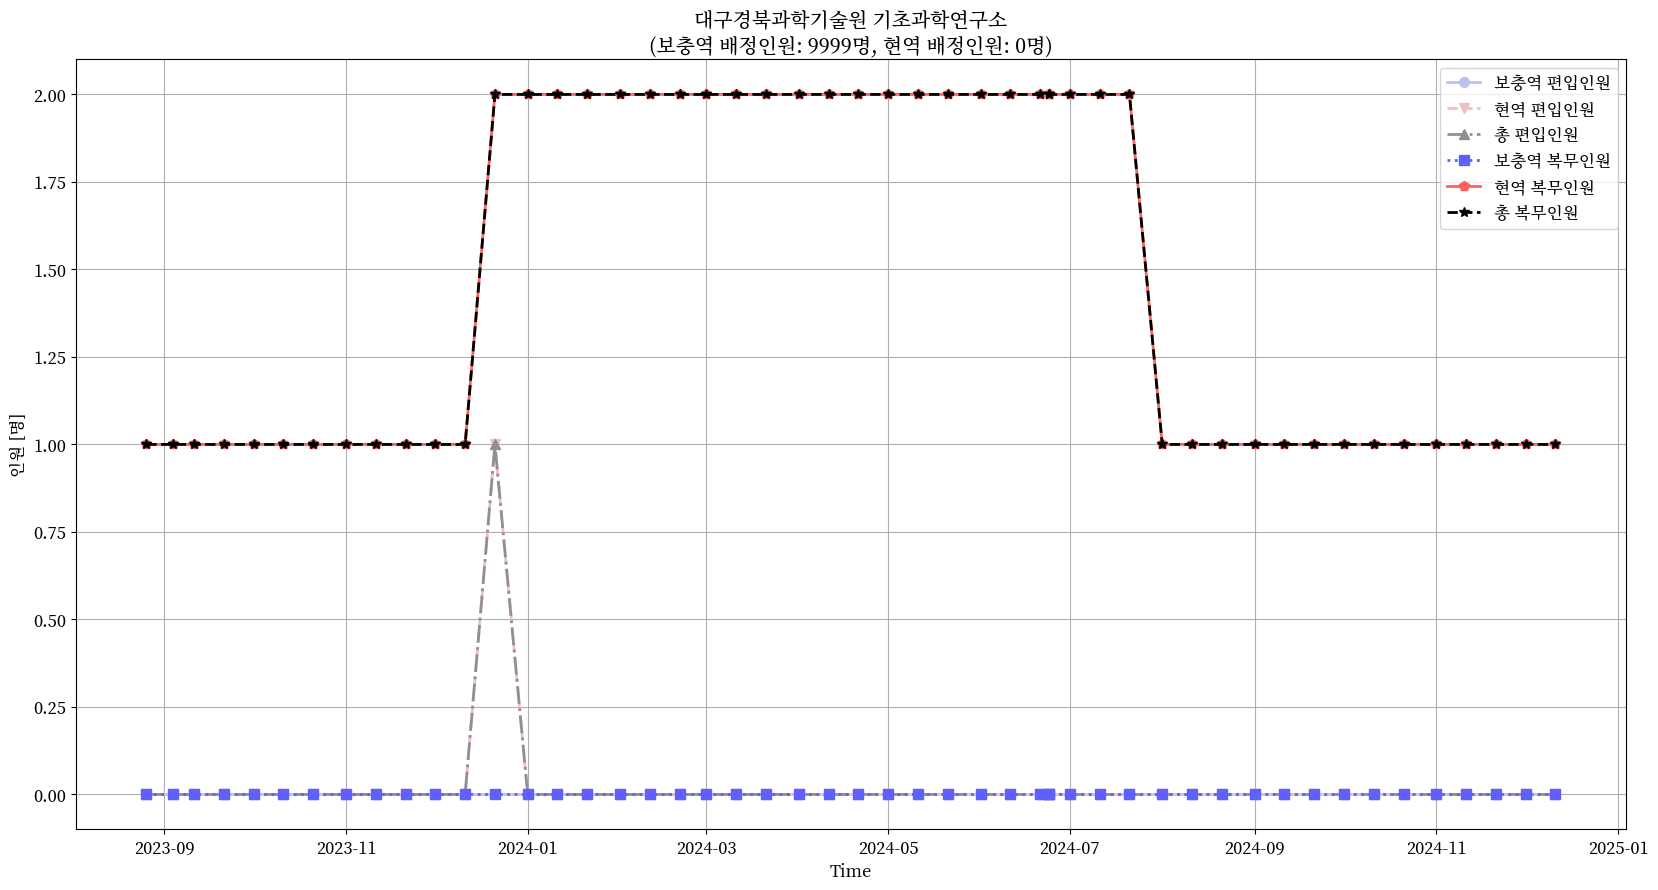 대구경북과학기술원 기초과학연구소
(보충역 배정인원: 9999명, 현역 배정인원: 0명)
보충역 편입인원
현역 편입인원
총 편입인원
보충역 복무인원
현역 복무인원
총 복무인원
2.00
1.75
1.50
1.25
1.00
0.75
0.50
0.25
0.00
인원 [명]
2023-09
2023-11
2024-01
2024-03
2024-05
2024-07
2024-09
2024-11
2025-01
Time